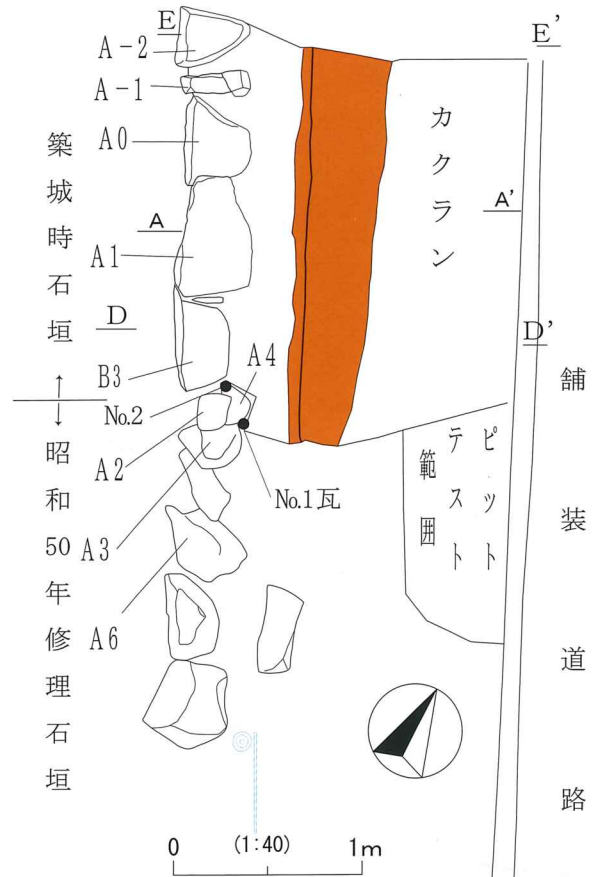 E
E'
A-2
A-1
A0
A
A'
A1
D
D'
B3
A4
No.2
No.1瓦
A2
A3
A6
築城時石垣
↑
↓
昭和50年修理石垣
カクラン
テストピット範囲
舗装道路
0 (1:40) 1m